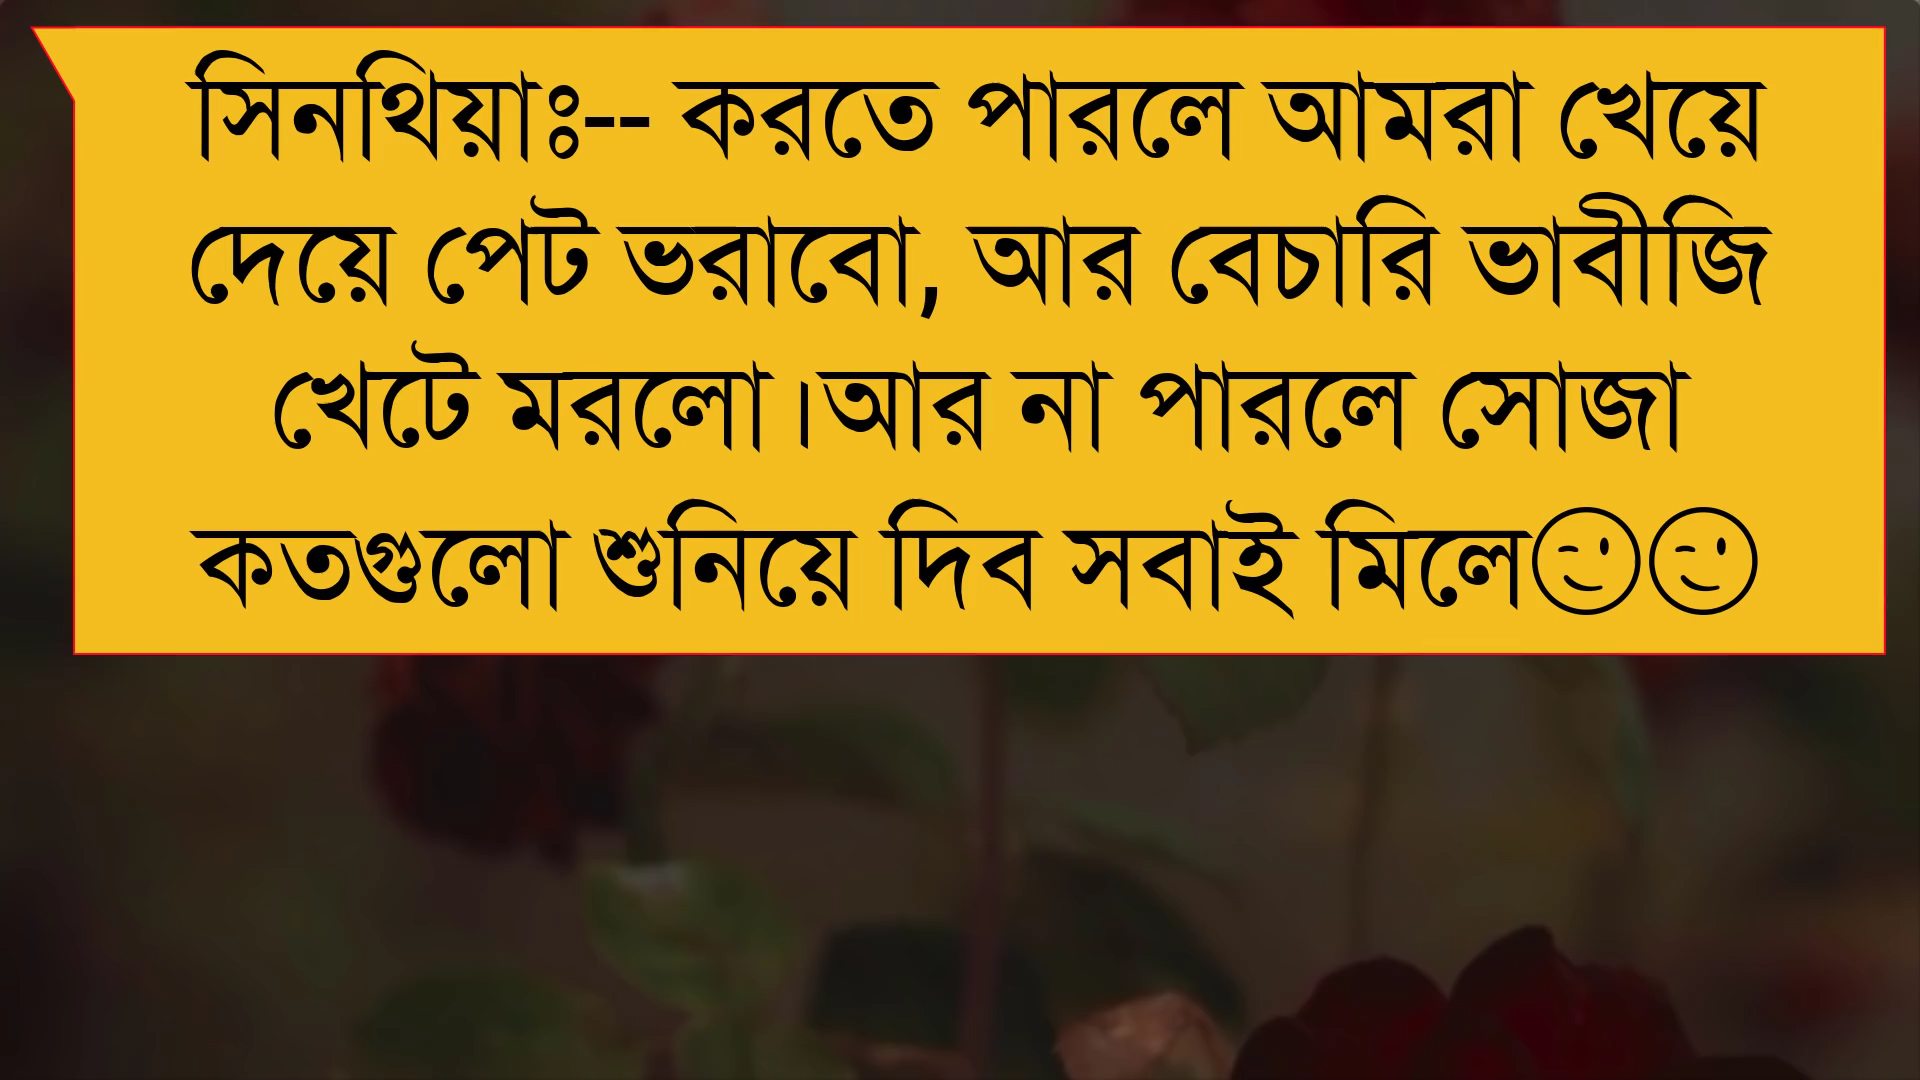 সিনথিয়াঃ-- করতে পারলে আমরা খেয়ে
দেয়ে পেট ভরাবো, আর বেচারি ভাবীজি
খেটে মরলো।আর না পারলে সোজা
কতগুলো শুনিয়ে দিব সবাই মিলে😉😉